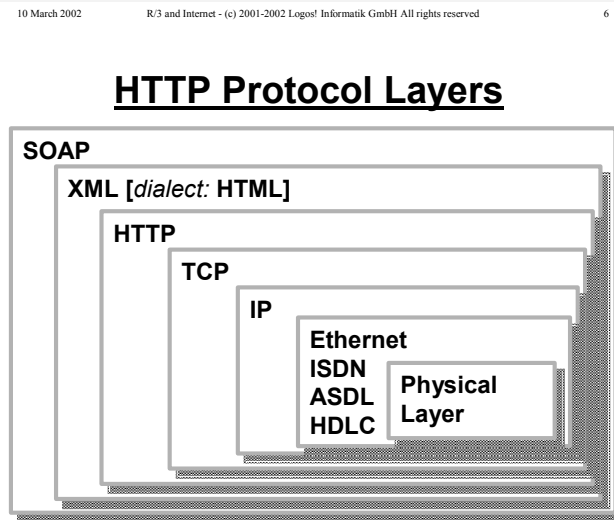 10 March 2002 R/3 and Internet - (c) 2001-2002 Logos! Informatik GmbH All rights reserved 6
HTTP Protocol Layers
SOAP
XML [dialect: HTML]
HTTP
TCP
IP
Ethernet
ISDN
ASDL
HDLC
Physical
Layer